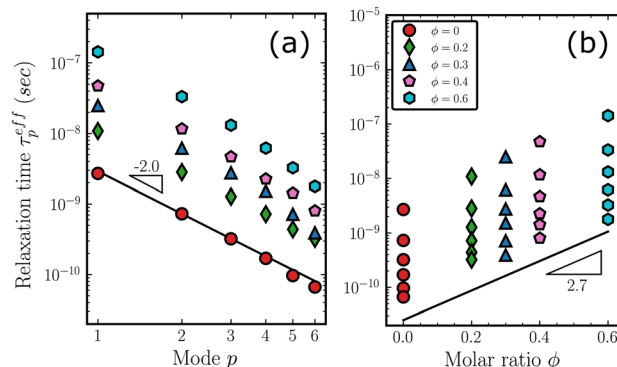 (a)
Relaxation time τ_p^{eff} (sec)
10^{-7}
10^{-8}
10^{-9}
10^{-10}
-2.0
1 2 3 4 5 6
Mode p
(b)
10^{-5}
10^{-6}
10^{-7}
10^{-8}
10^{-9}
10^{-10}
ϕ = 0
ϕ = 0.2
ϕ = 0.3
ϕ = 0.4
ϕ = 0.6
2.7
0.0 0.2 0.4 0.6
Molar ratio ϕ